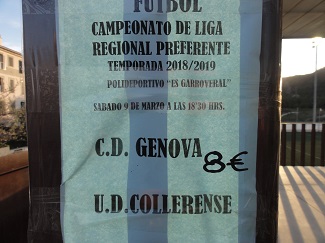 FUTBOL
CAMPEONATO DE LIGA
REGIONAL PREFERENTE
TEMPORADA 2018/2019
POLIDEPORTIVO "ES GARROVERAL"
SABADO 9 DE MARZO A LAS 18'30 HRS.
C.D. GENOVA
8€
U.D.COLLERENSE